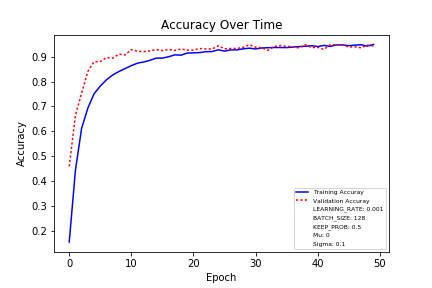 Accuracy Over Time
Accuracy
0.9
0.8
0.7
0.6
0.5
0.4
0.3
0.2
Training Accuray
Validation Accuray
LEARNING_RATE: 0.001
BATCH_SIZE: 128
KEEP_PROB: 0.5
Mu: 0
Sigma: 0.1
0 10 20 30 40 50
Epoch